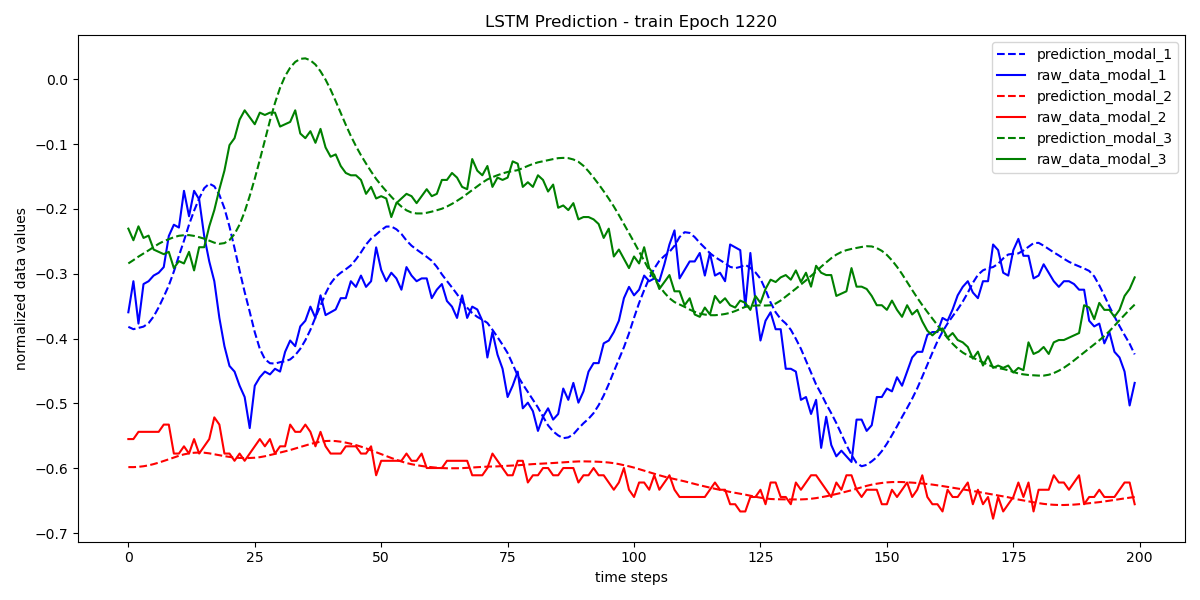 LSTM Prediction - train Epoch 1220
prediction_modal_1
raw_data_modal_1
prediction_modal_2
raw_data_modal_2
prediction_modal_3
raw_data_modal_3
normalized data values
0.0
−0.1
−0.2
−0.3
−0.4
−0.5
−0.6
−0.7
0 25 50 75 100 125 150 175 200
time steps